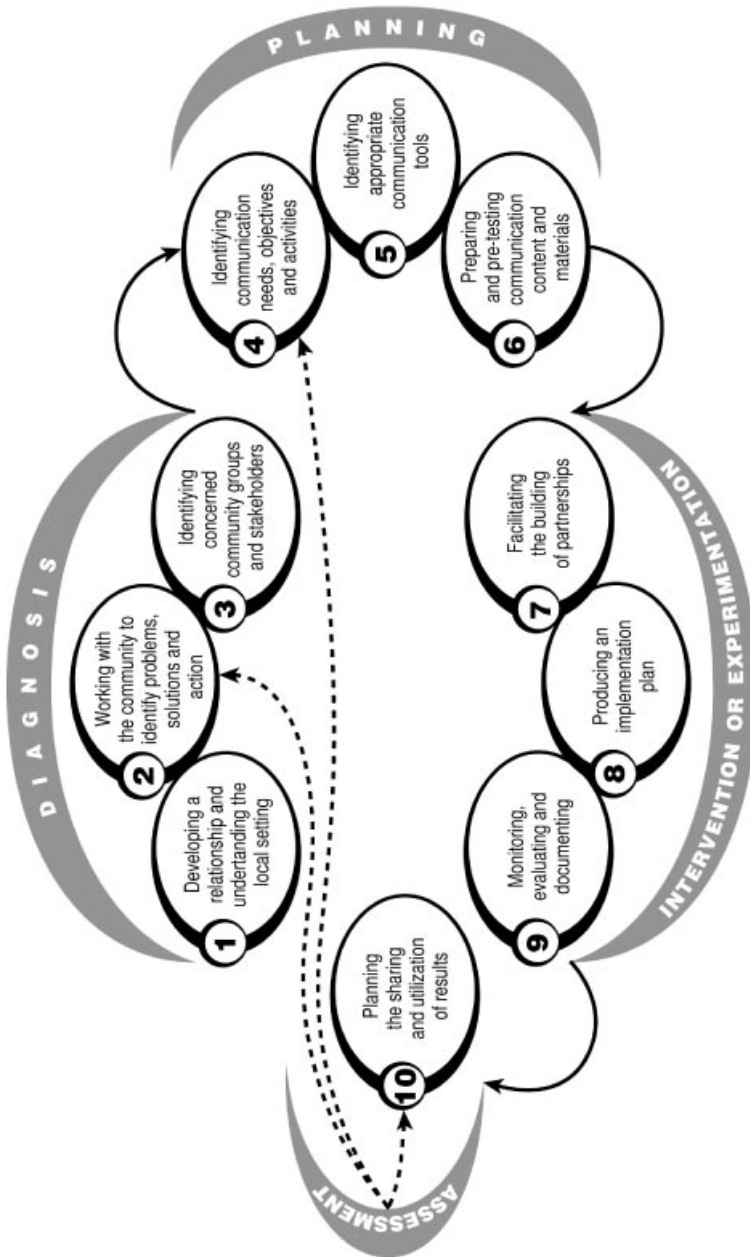 DIAGNOSIS
1
Developing a
relationship and
undertanding the
local setting
2
Working with
the community to
identify problems,
solutions and
action
3
Identifying
concerned
community groups
and stakeholders
PLANNING
4
Identifying
communication
needs, objectives
and activities
5
Identifying
appropriate
communication
tools
6
Preparing
and pre-testing
communication
content and
materials
INTERVENTION OR EXPERIMENTATION
7
Facilitating
the building
of partnerships
8
Producing an
implementation
plan
9
Monitoring,
evaluating and
documenting
ASSESSMENT
10
Planning
the sharing
and utilization
of results